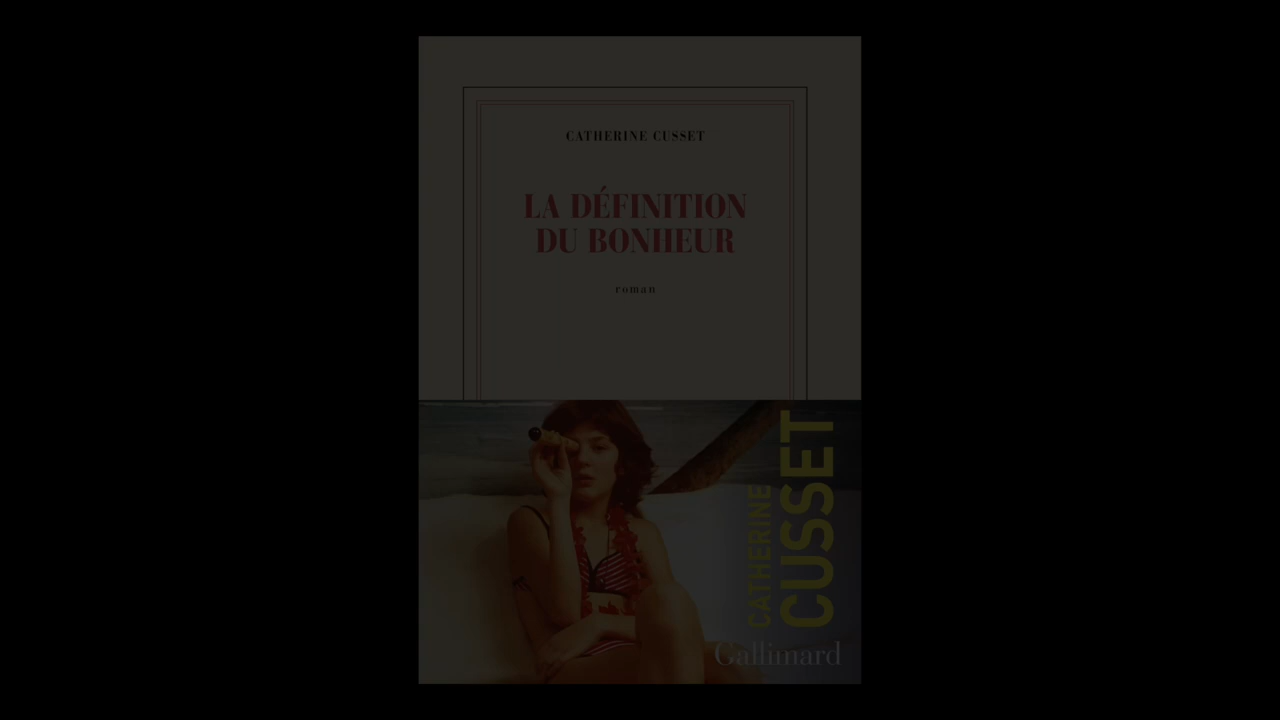 CATHERINE CUSSET
LA DÉFINITION
DU BONHEUR
roman
CATHERINE
CUSSET
Gallimard